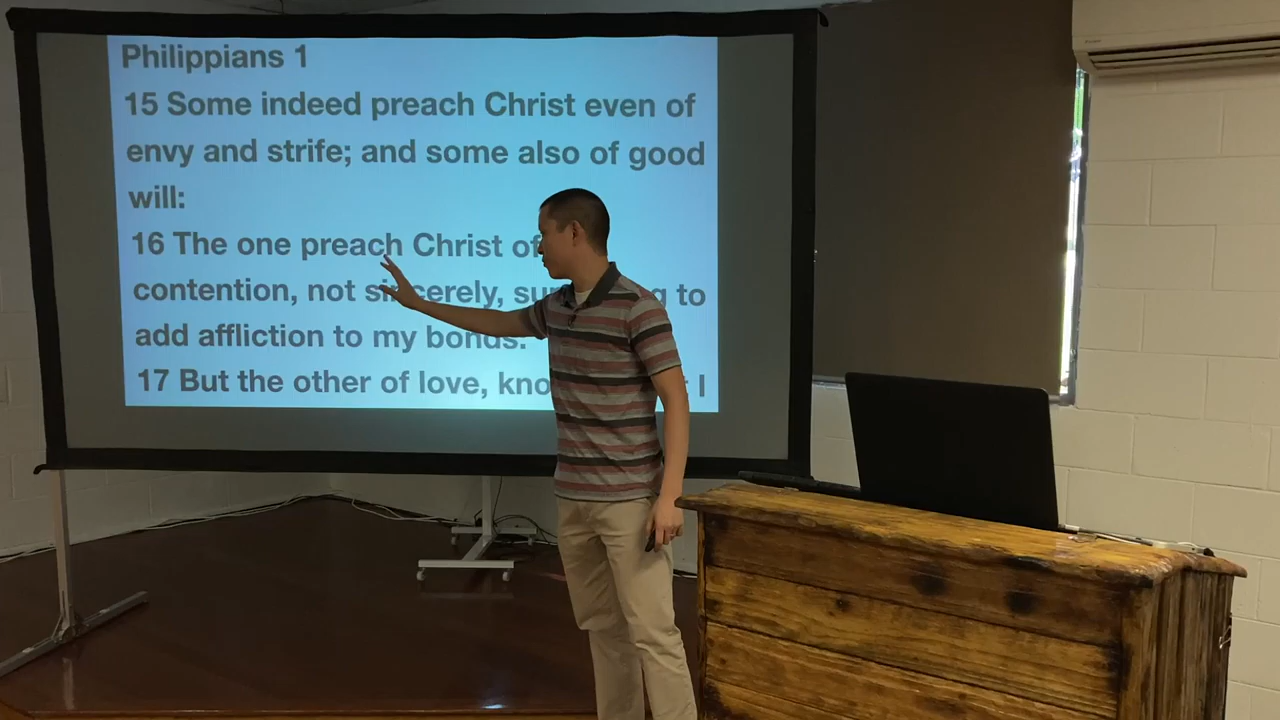 Philippians 1
15 Some indeed preach Christ even of
envy and strife; and some also of good
will:
16 The one preach Christ of
contention, not sincerely, to
add affliction to my bonds.
17 But the other of love, I